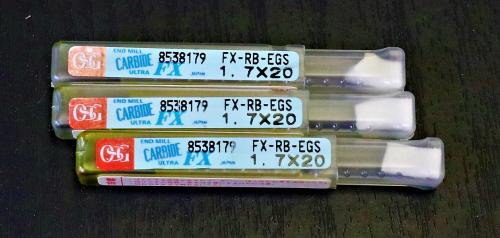 OSG
END MILL
CARBIDE
ULTRA FX JAPAN
8538179 FX-RB-EGS
1.7X20
OSG
END MILL
CARBIDE
ULTRA FX JAPAN
8538179 FX-RB-EGS
1.7X20
OSG
END MILL
CARBIDE
ULTRA FX JAPAN
8538179 FX-RB-EGS
1.7X20